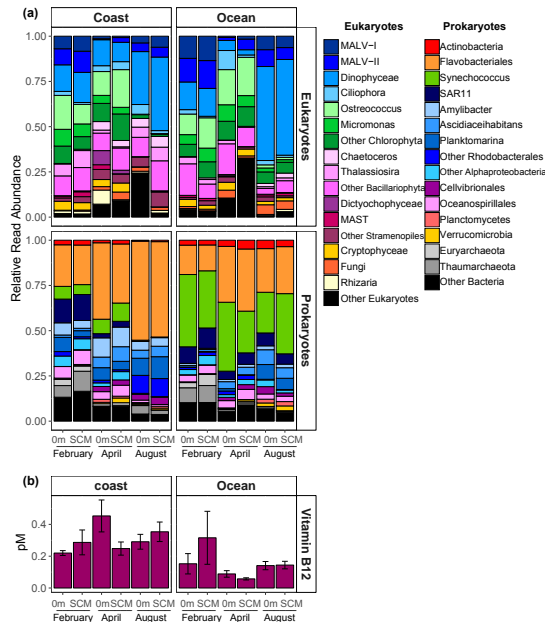 (a)
Coast
Ocean
Eukaryotes
Prokaryotes
Relative Read Abundance
1.00
0.75
0.50
0.25
0.00
Eukaryotes
1.00
0.75
0.50
0.25
0.00
Prokaryotes
MALV-I
MALV-II
Dinophyceae
Ciliophora
Ostreococcus
Micromonas
Other Chlorophyta
Chaetoceros
Thalassiosira
Other Bacillariophyta
Dictyochophyceae
MAST
Other Stramenopiles
Cryptophyceae
Fungi
Rhizaria
Other Eukaryotes
Actinobacteria
Flavobacteriales
Synechococcus
SAR11
Amylibacter
Ascidiaceihabitans
Planktomarina
Other Rhodobacterales
Other Alphaproteobacteria
Cellvibrionales
Oceanospirillales
Planctomycetes
Verrucomicrobia
Euryarchaeota
Thaumarchaeota
Other Bacteria
0m SCM 0m SCM 0m SCM
February April August
0m SCM 0m SCM 0m SCM
February April August
(b)
coast
Ocean
pM
0.4
0.2
0.0
Vitamin B12
0m SCM 0m SCM 0m SCM
February April August
0m SCM 0m SCM 0m SCM
February April August